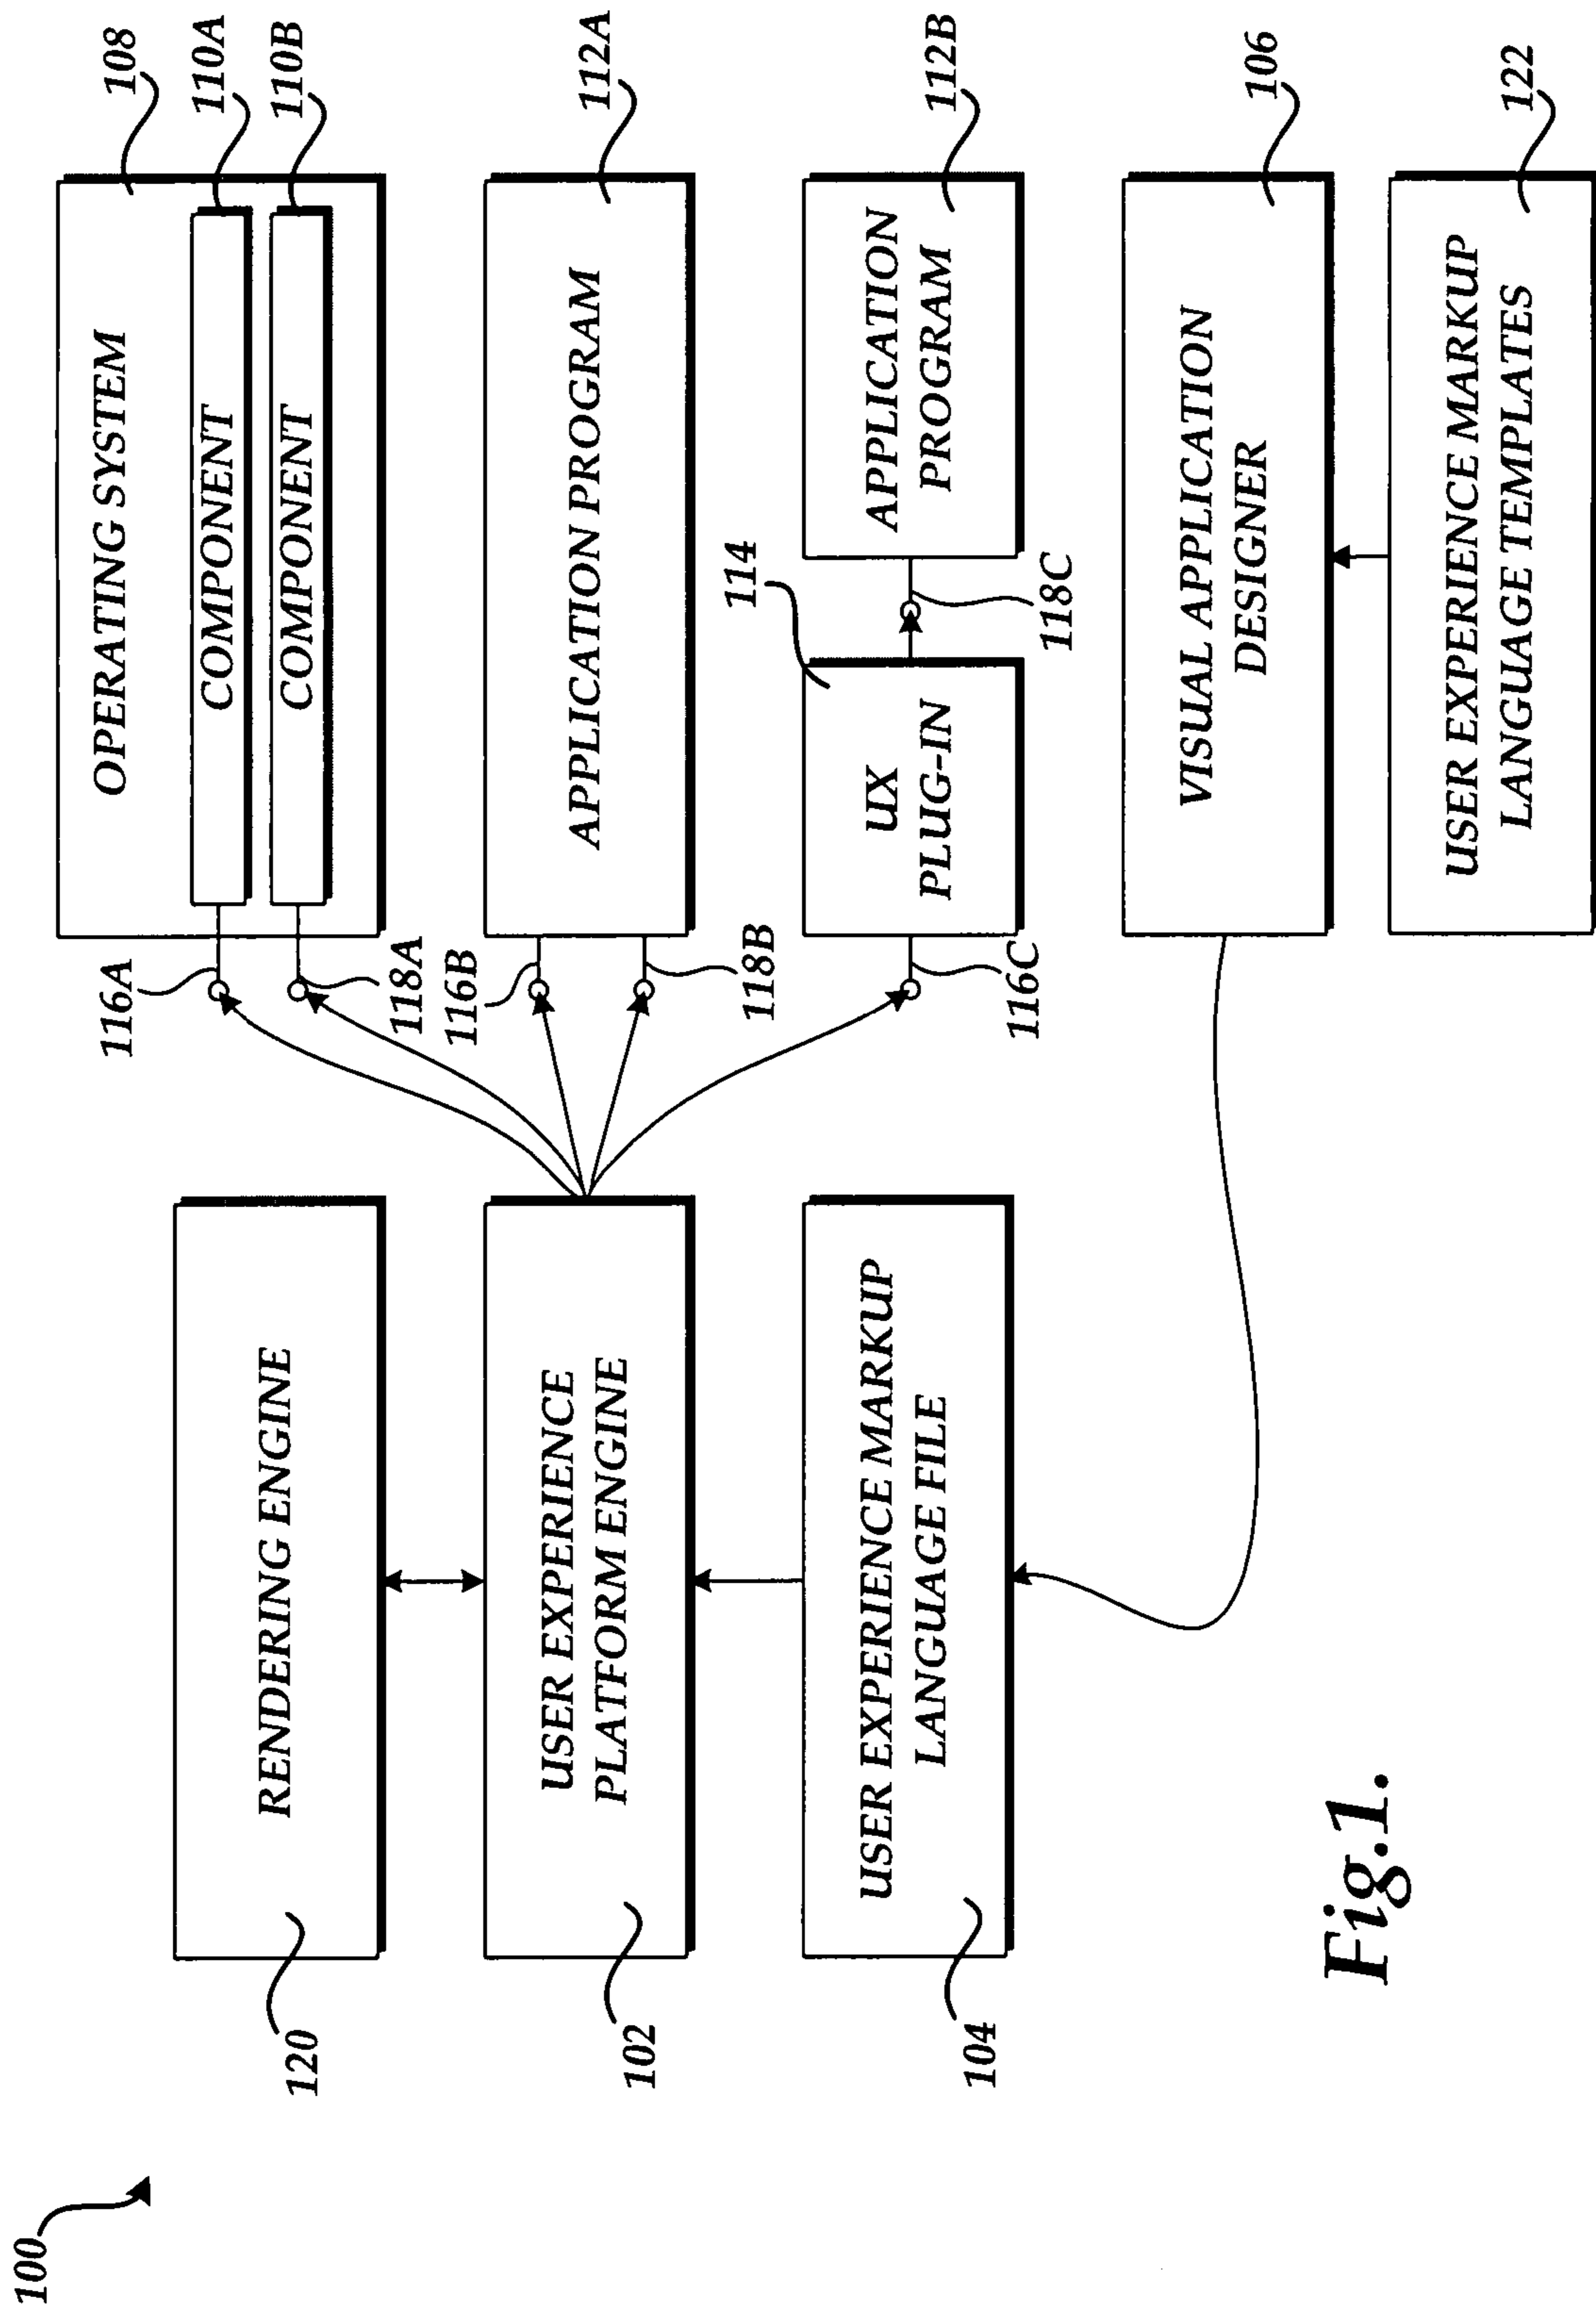 100
108
110A
110B
OPERATING SYSTEM
COMPONENT
COMPONENT
116A
118A
RENDERING ENGINE
120
112A
APPLICATION PROGRAM
116B
118B
USER EXPERIENCE
PLATFORM ENGINE
102
114
112B
UX
PLUG-IN
APPLICATION
PROGRAM
116C
118C
USER EXPERIENCE MARKUP
LANGUAGE FILE
104
106
VISUAL APPLICATION
DESIGNER
122
USER EXPERIENCE MARKUP
LANGUAGE TEMPLATES
Fig.1.